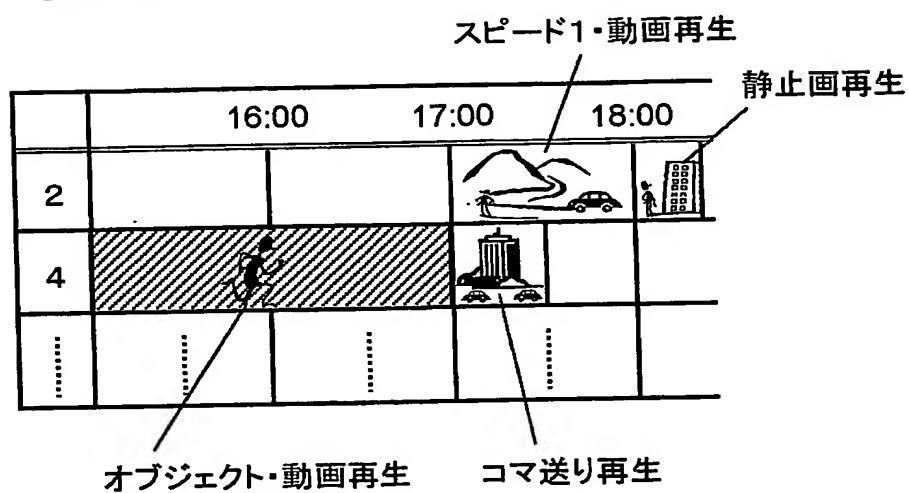 スピード1・動画再生
静止画再生
16:00 17:00 18:00
2
4
オブジェクト・動画再生
コマ送り再生